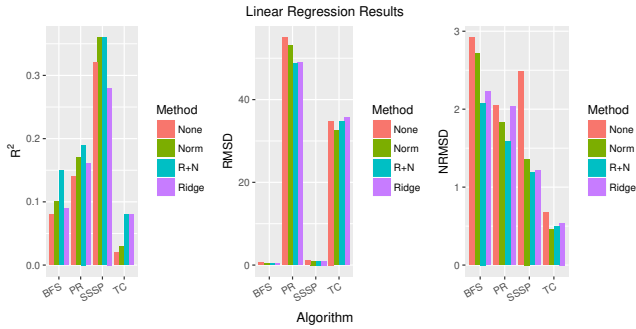 Linear Regression Results
R²
0.3
0.2
0.1
0.0
BFS
PR
SSSP
TC
Method
None
Norm
R+N
Ridge
RMSD
40
20
0
BFS
PR
SSSP
TC
Method
None
Norm
R+N
Ridge
NRMSD
3
2
1
0
BFS
PR
SSSP
TC
Method
None
Norm
R+N
Ridge
Algorithm